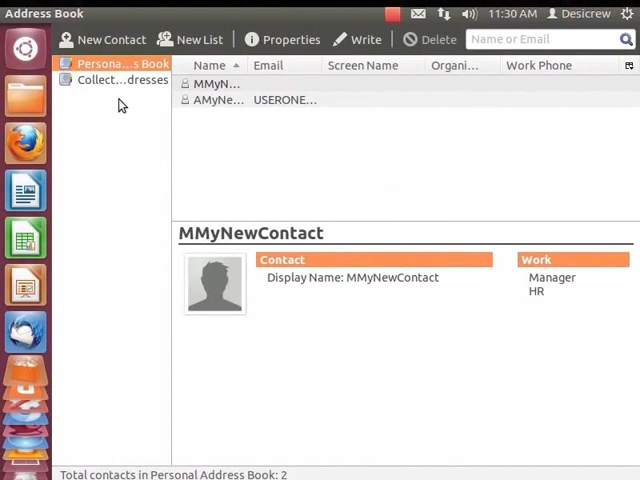 Address Book 11:30 AM Desicrew
New Contact New List Properties Write Delete Name or Email
Persona...s Book
Collect...dresses
Name Email Screen Name Organi... Work Phone
MMyN...
AMyNe... USERONE...
MMyNewContact
Contact Work
Display Name: MMyNewContact Manager
HR
Total contacts in Personal Address Book: 2